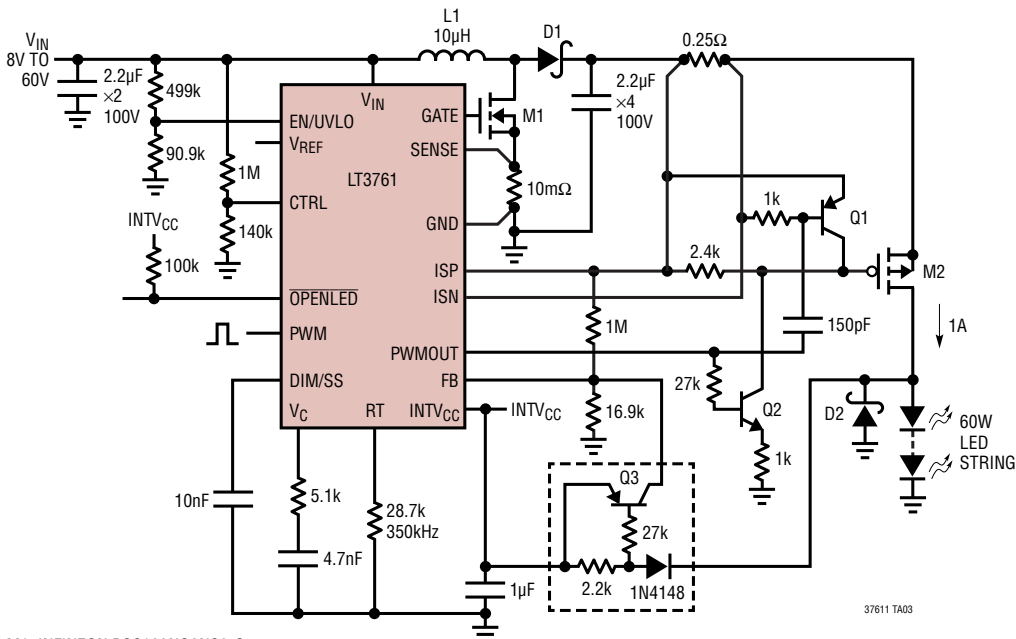 L1
10µH
D1
0.25Ω
VIN
8V TO
60V
2.2µF
×2
100V
499k
90.9k
1M
140k
INTVCC
100k
VIN
EN/UVLO
VREF
LT3761
CTRL
OPENLED
PWM
DIM/SS
VC
RT
INTVCC
GATE
SENSE
GND
ISP
ISN
PWMOUT
FB
M1
10mΩ
2.2µF
×4
100V
1k
Q1
2.4k
M2
1M
150pF
1A
27k
Q2
1k
INTVCC
16.9k
D2
60W
LED
STRING
10nF
5.1k
4.7nF
28.7k
350kHz
1µF
Q3
27k
2.2k
1N4148
37611 TA03